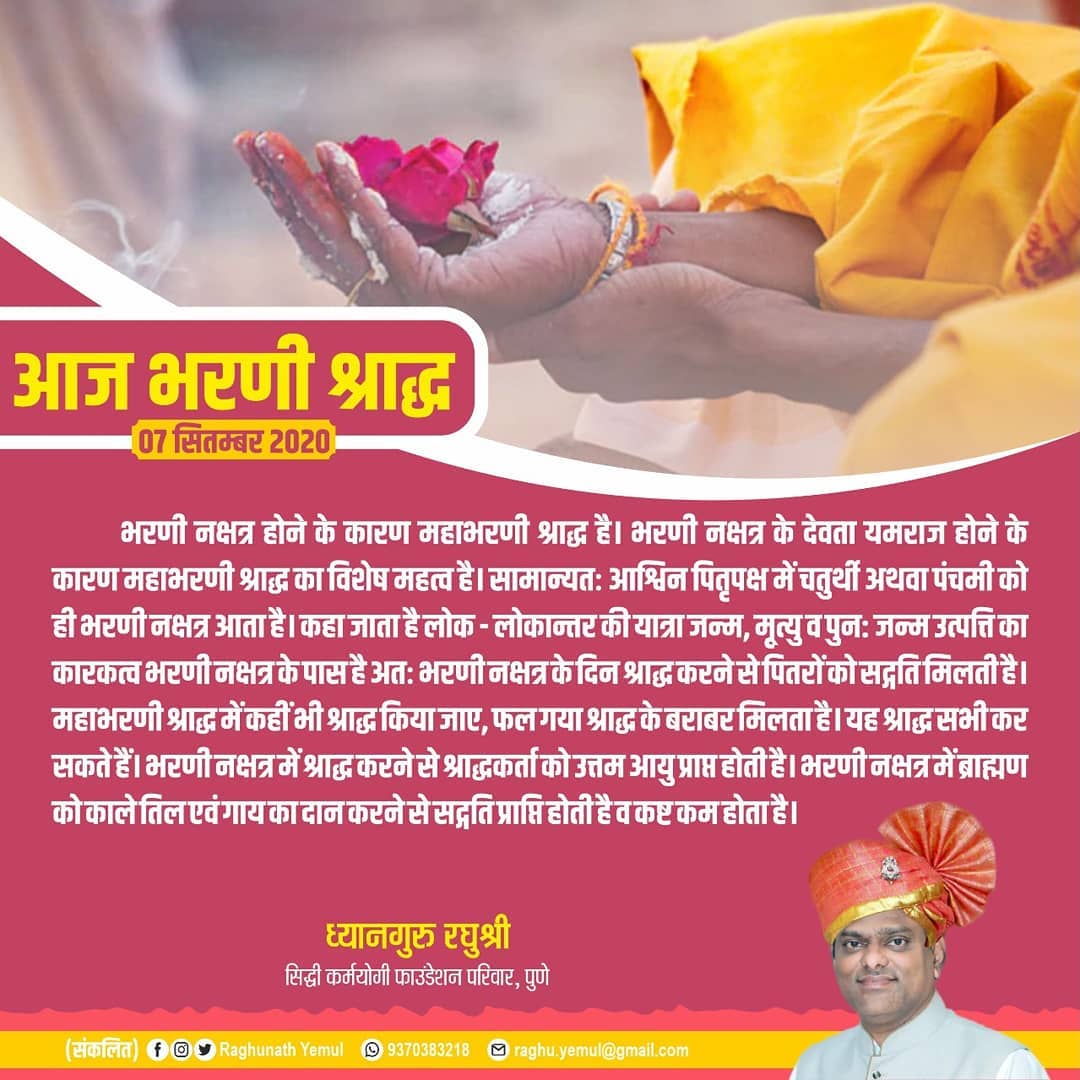 आज भरणी श्राद्ध
07 सितम्बर 2020
भरणी नक्षत्र होने के कारण महाभरणी श्राद्ध है। भरणी नक्षत्र के देवता यमराज होने के
कारण महाभरणी श्राद्ध का विशेष महत्व है। सामान्यत: आश्विन पितृपक्ष में चतुर्थी अथवा पंचमी को
ही भरणी नक्षत्र आता है। कहा जाता है लोक - लोकान्तर की यात्रा जन्म, मृत्यु व पुन: जन्म उत्पत्ति का
कारकत्व भरणी नक्षत्र के पास है अत: भरणी नक्षत्र के दिन श्राद्ध करने से पितरों को सद्गति मिलती है।
महाभरणी श्राद्ध में कहीं भी श्राद्ध किया जाए, फल गया श्राद्ध के बराबर मिलता है। यह श्राद्ध सभी कर
सकते हैं। भरणी नक्षत्र में श्राद्ध करने से श्राद्धकर्ता को उत्तम आयु प्राप्त होती है। भरणी नक्षत्र में ब्राह्मण
को काले तिल एवं गाय का दान करने से सद्गति प्राप्ति होती है व कष्ट कम होता है।
ध्यानगुरु रघुश्री
सिद्धी कर्मयोगी फाउंडेशन परिवार, पुणे
(संकलित) Raghunath Yemul 9370383218 raghu.yemul@gmail.com